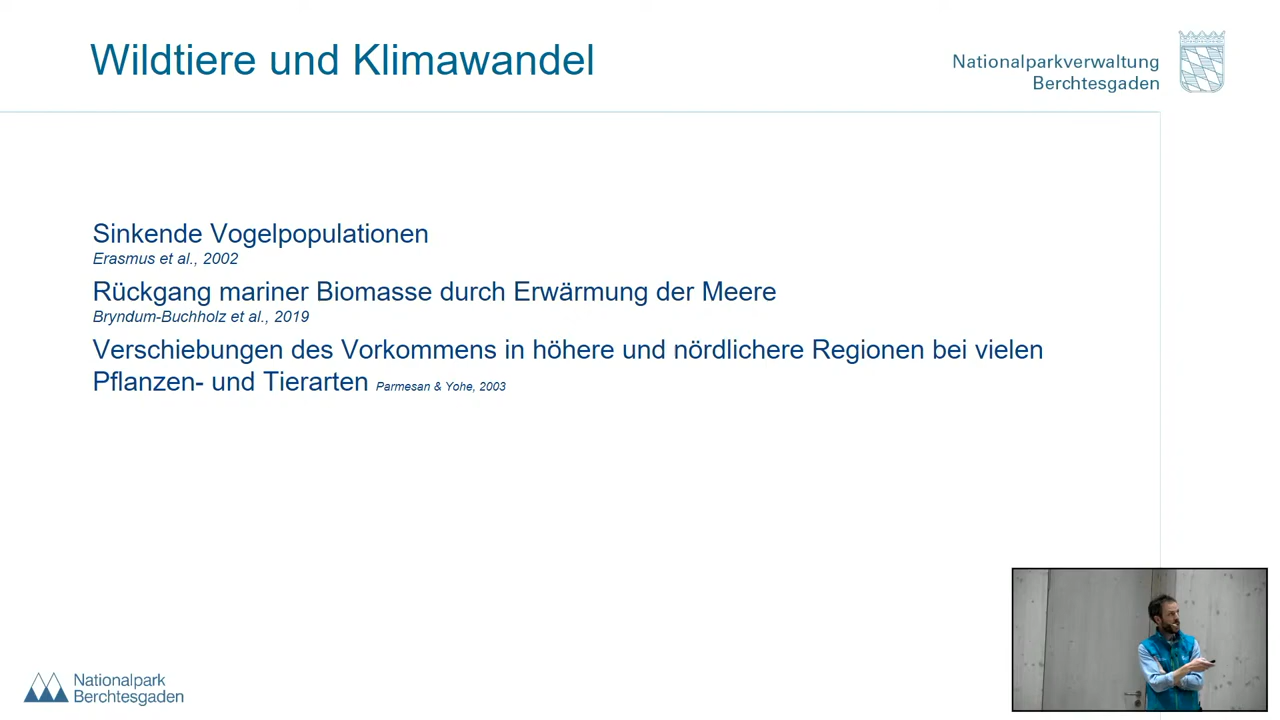 Wildtiere und Klimawandel
Nationalparkverwaltung
Berchtesgaden
Sinkende Vogelpopulationen
Erasmus et al., 2002
Rückgang mariner Biomasse durch Erwärmung der Meere
Bryndum-Buchholz et al., 2019
Verschiebungen des Vorkommens in höhere und nördlichere Regionen bei vielen
Pflanzen- und Tierarten Parmesan & Yohe, 2003
Nationalpark
Berchtesgaden